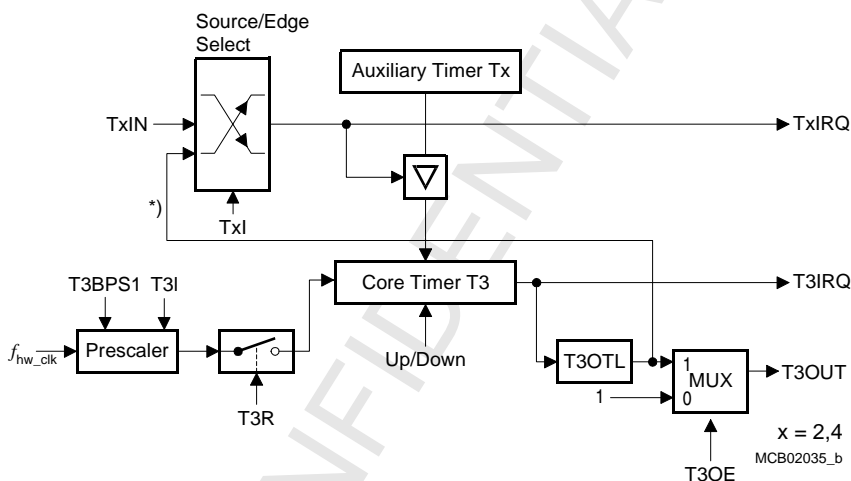 Source/Edge
Select
Auxiliary Timer Tx
TxIN
TxIRQ
*)
TxI
T3BPS1
T3I
Core Timer T3
T3IRQ
fhw_clk
Prescaler
Up/Down
T3OTL
1
MUX
0
T3OUT
1
T3R
x = 2,4
MCB02035_b
T3OE